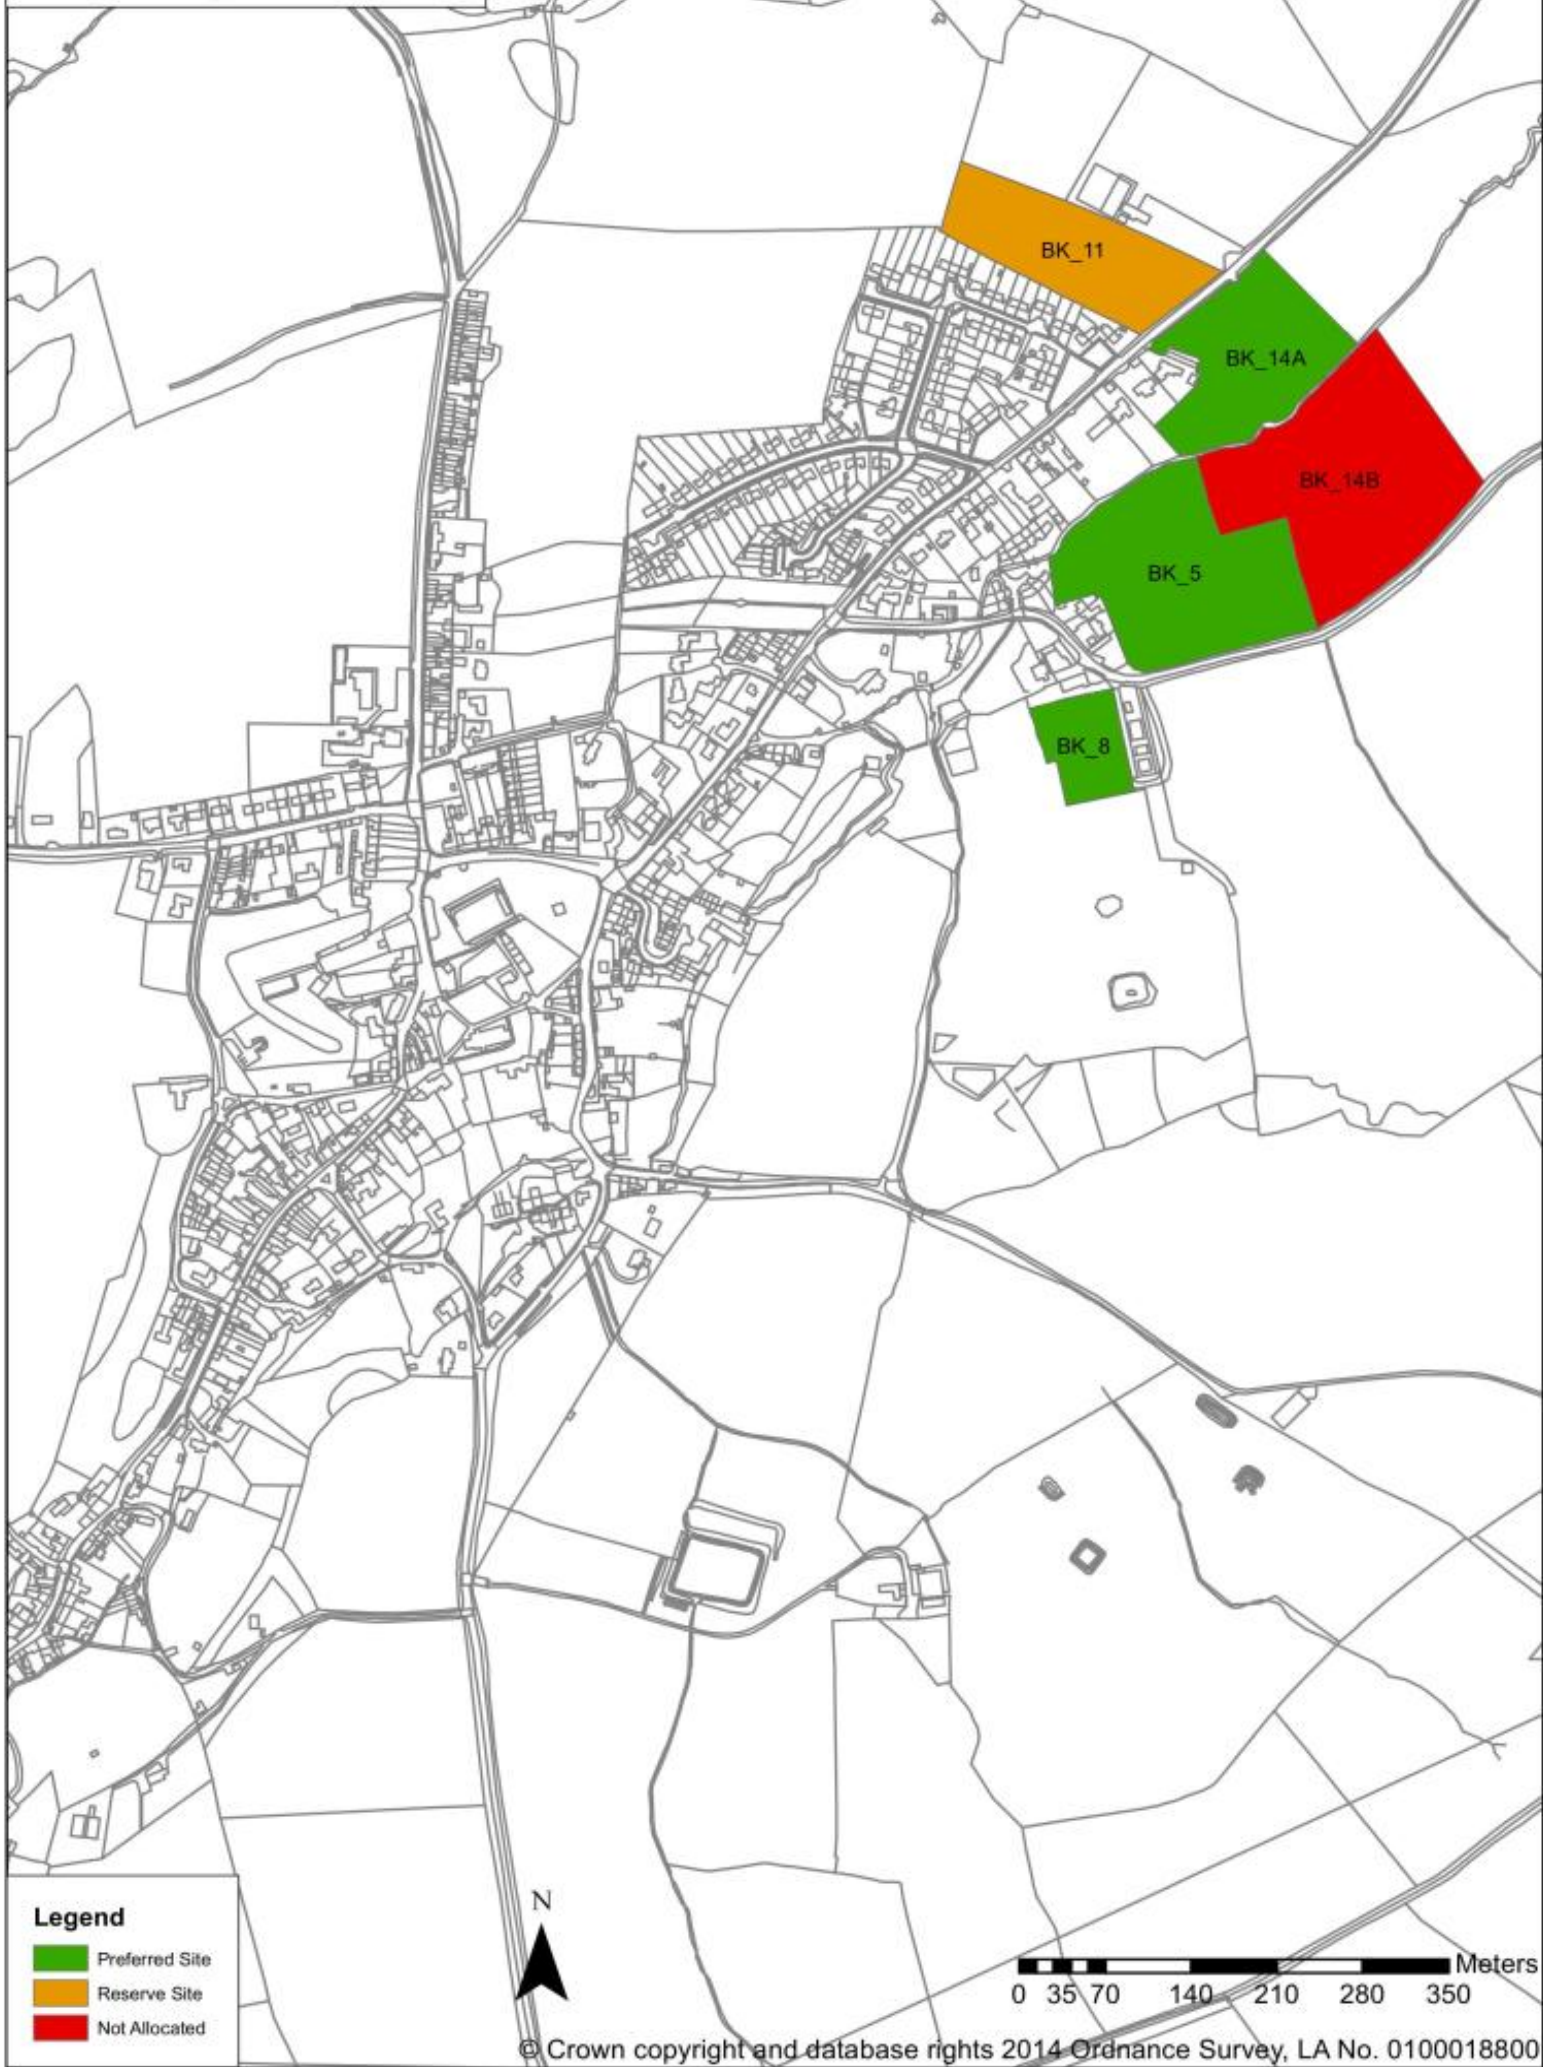 BK_11
BK_14A
BK_14B
BK_5
BK_8
Legend
Preferred Site
Reserve Site
Not Allocated
N
Meters
0 35 70 140 210 280 350
© Crown copyright and database rights 2014 Ordnance Survey, LA No. 0100018800